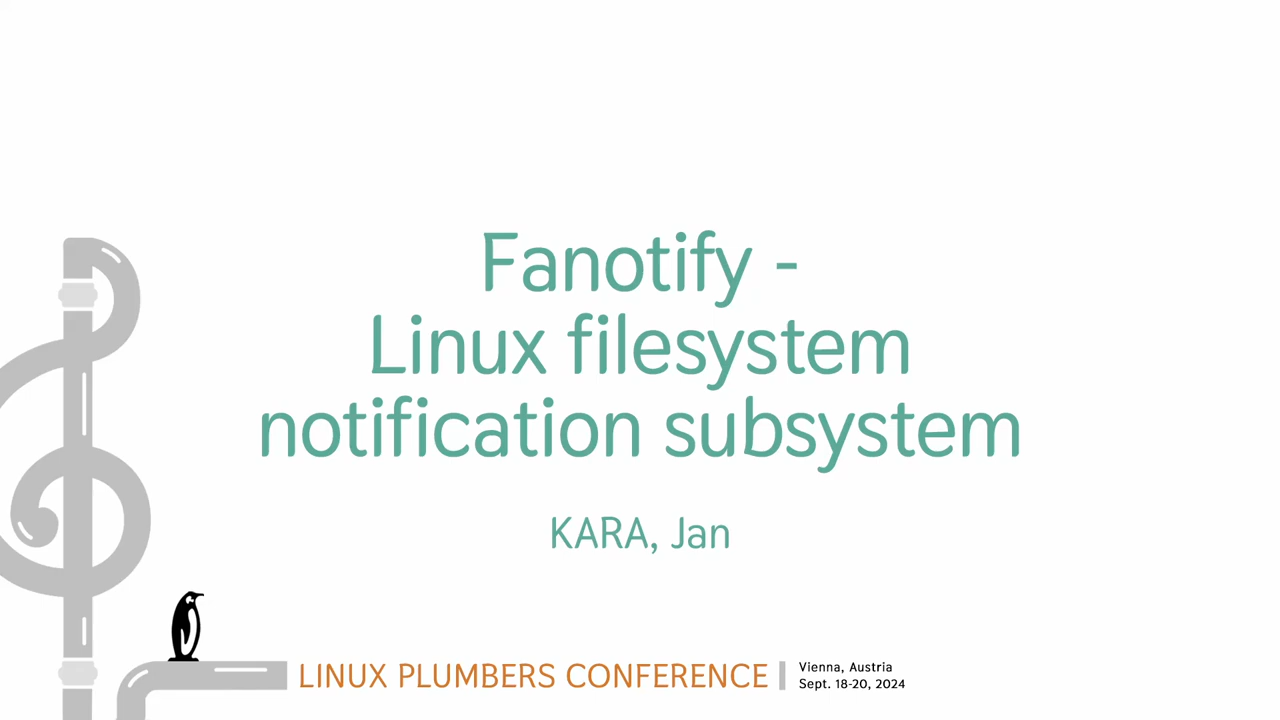 Fanotify -
Linux filesystem
notification subsystem
KARA, Jan
LINUX PLUMBERS CONFERENCE | Vienna, Austria
Sept. 18-20, 2024